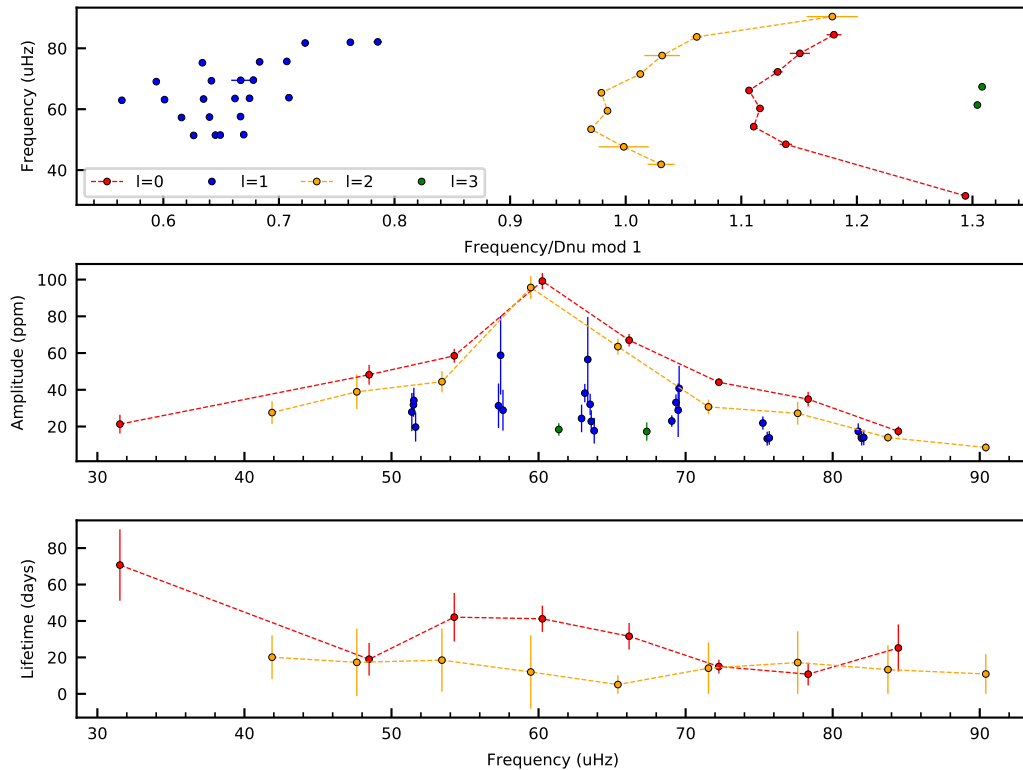 Frequency (uHz)
80
60
40
l=0 l=1 l=2 l=3
0.6 0.7 0.8 0.9 1.0 1.1 1.2 1.3
Frequency/Dnu mod 1
Amplitude (ppm)
100
80
60
40
20
30 40 50 60 70 80 90
Lifetime (days)
80
60
40
20
0
30 40 50 60 70 80 90
Frequency (uHz)